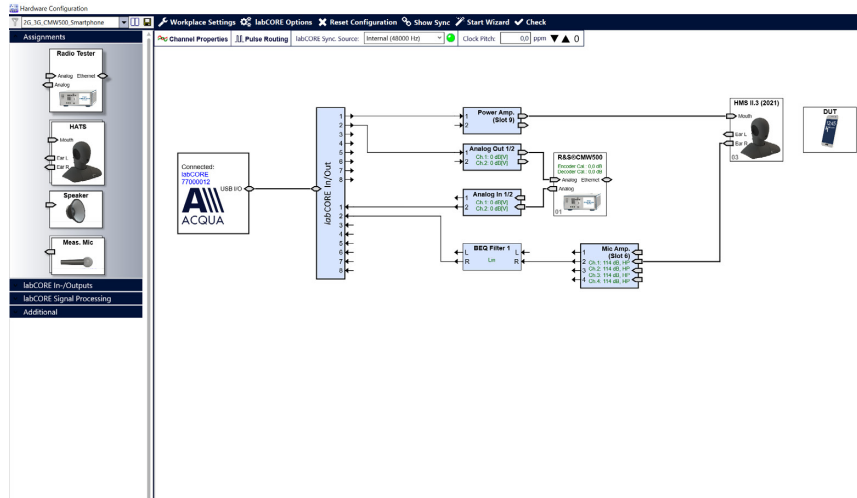 Hardware Configuration
2G_3G_CMW500_Smartphone
Workplace Settings labCORE Options Reset Configuration Show Sync Start Wizard Check
Assignments
Channel Properties Pulse Routing labCORE Sync. Source: Internal (48000 Hz) Clock Pitch: 0,0 ppm 0
Radio Tester
Analog Ethernet
Analog
HATS
Mouth
Ear L
Ear R
Speaker
Meas. Mic
labCORE In-/Outputs
labCORE Signal Processing
Additional
Connected:
labCORE
77000012
USB I/O
ACQUA
labCORE In/Out
1
2
3
4
5
6
7
8
1
2
3
4
5
6
7
8
Power Amp.
(Slot 9)
1
2
Analog Out 1/2
1 Ch.1: 0 dB[V]
2 Ch.2: 0 dB[V]
Analog In 1/2
1 Ch.1: 0 dB[V]
2 Ch.2: 0 dB[V]
R&S®CMW500
Encoder Cal.: 0,0 dB
Decoder Cal.: 0,0 dB
Analog Ethernet
Analog
01
BEQ Filter 1
L L
R Lin R
Mic Amp.
(Slot 6)
1 Ch.1: 114 dB, HP
2 Ch.2: 114 dB, HP
3 Ch.3: 114 dB, HP
4 Ch.4: 114 dB, HP
HMS II.3 (2021)
Mouth
Ear L
Ear R
03
DUT